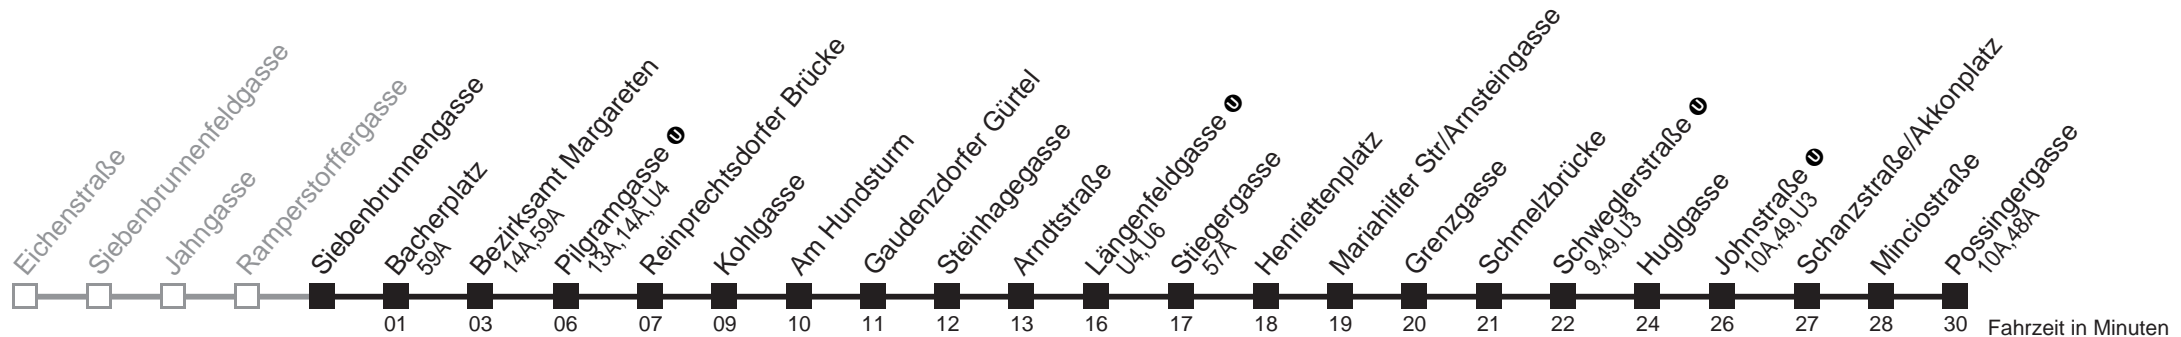 Eichenstraße
Siebenbrunnenfeldgasse
Jahngasse
Ramperstorffergasse
Siebenbrunnengasse
Bacherplatz
59A
Bezirksamt Margareten
14A,59A
Pilgramgasse U
13A,14A,U4
Reinprechtsdorfer Brücke
Kohlgasse
Am Hundsturm
Gaudenzdorfer Gürtel
Steinhagegasse
Arndtstraße
Längenfeldgasse U
U4,U6
Stiegergasse
57A
Henriettenplatz
Mariahilfer Str/Arnsteingasse
Grenzgasse
Schmelzbrücke
Schweglerstraße U
9,49,U3
Huglgasse
Johnstraße U
10A,49,U3
Schanzstraße/Akkonplatz
Minciostraße
Possingergasse
10A,48A
01 03 06 07 09 10 11 12 13 16 17 18 19 20 21 22 24 26 27 28 30 Fahrzeit in Minuten